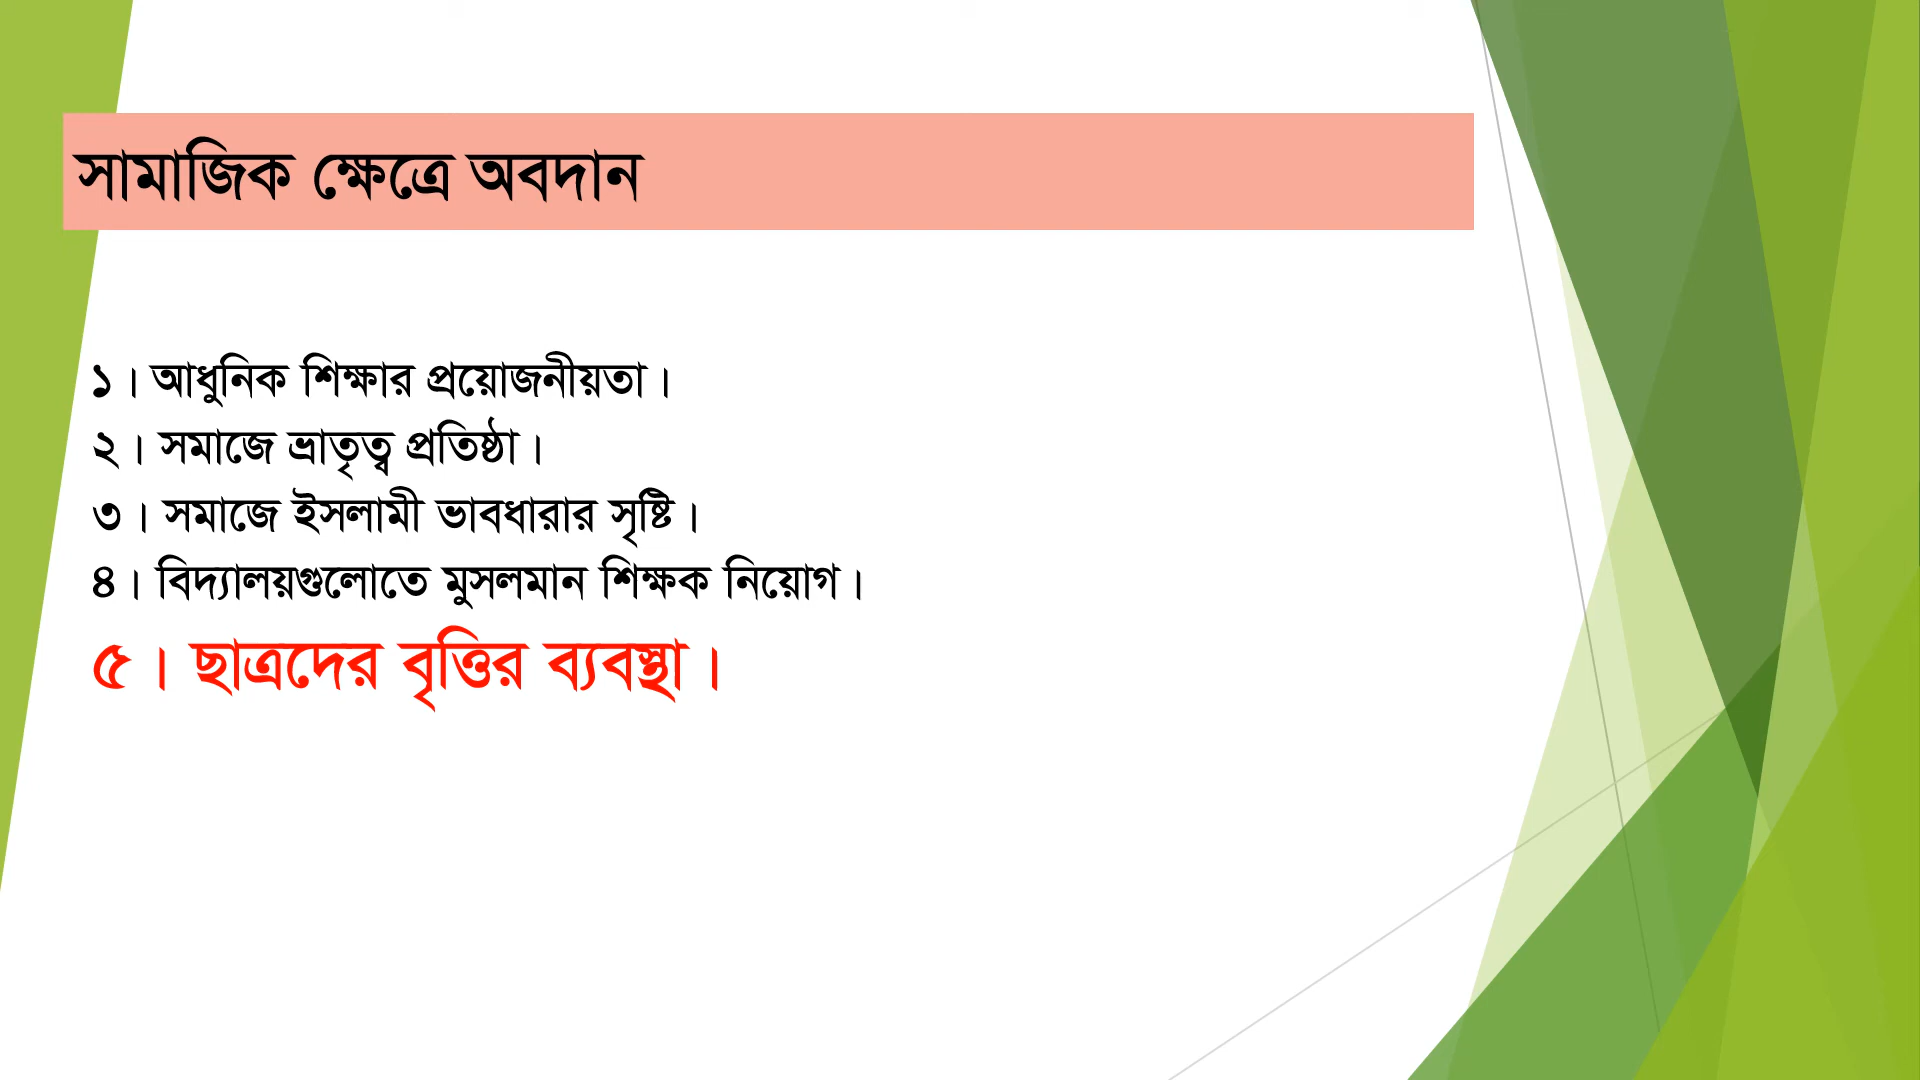 সামাজিক ক্ষেত্রে অবদান
১। আধুনিক শিক্ষার প্রয়োজনীয়তা।
২। সমাজে ভ্রাতৃত্ব প্রতিষ্ঠা।
৩। সমাজে ইসলামী ভাবধারার সৃষ্টি।
৪। বিদ্যালয়গুলোতে মুসলমান শিক্ষক নিয়োগ।
৫। ছাত্রদের বৃত্তির ব্যবস্থা।